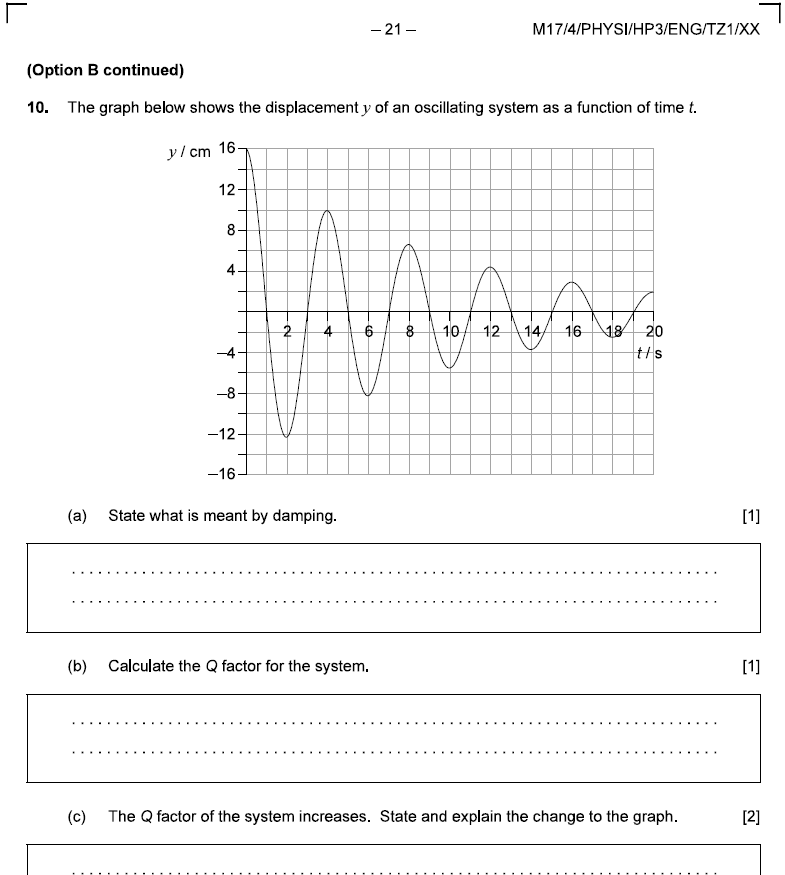 – 21 –
M17/4/PHYSI/HP3/ENG/TZ1/XX
(Option B continued)
10. The graph below shows the displacement y of an oscillating system as a function of time t.
y / cm
16
12
8
4
–4
–8
–12
–16
2 4 6 8 10 12 14 16 18 20
t / s
(a) State what is meant by damping. [1]
(b) Calculate the Q factor for the system. [1]
(c) The Q factor of the system increases. State and explain the change to the graph. [2]